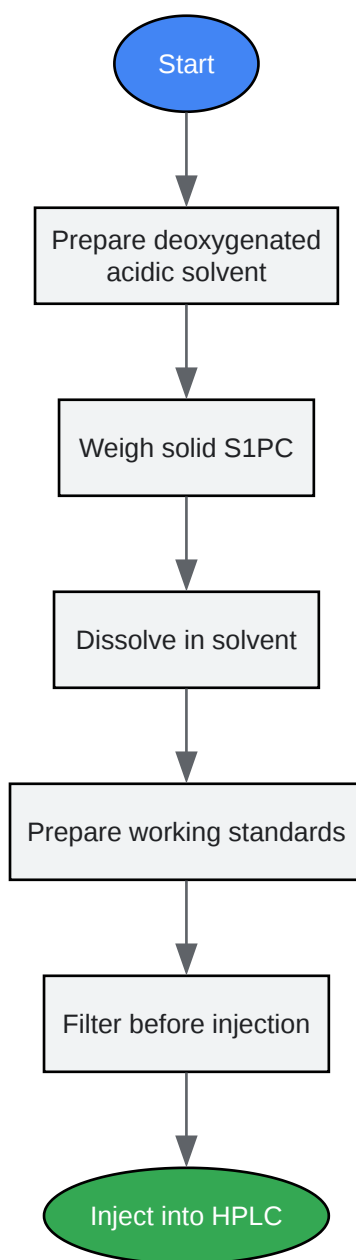 Start
Prepare deoxygenated
acidic solvent
Weigh solid S1PC
Dissolve in solvent
Prepare working standards
Filter before injection
Inject into HPLC